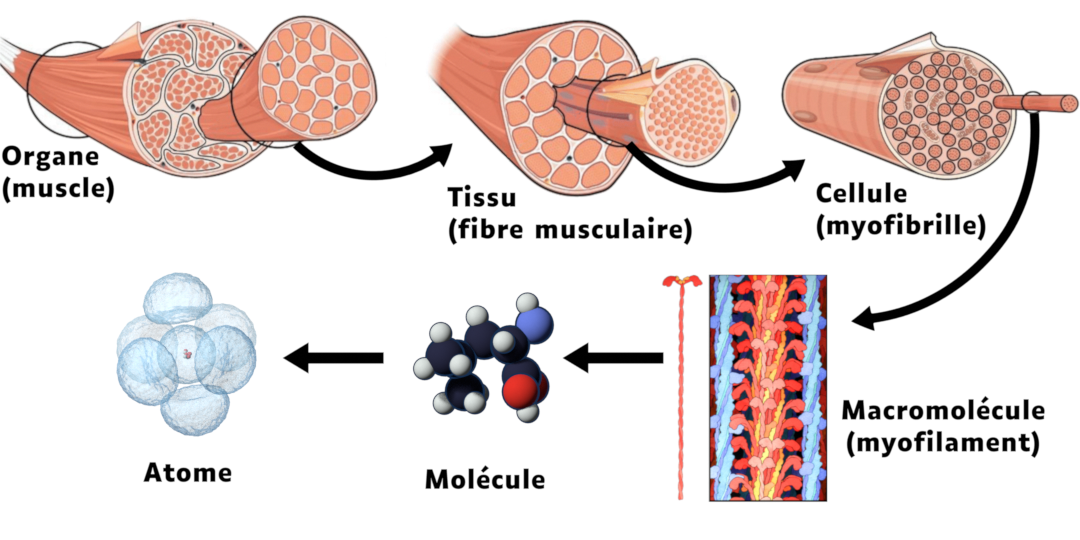 Organe
(muscle)
Tissu
(fibre musculaire)
Cellule
(myofibrille)
Macromolécule
(myofilament)
Molécule
Atome